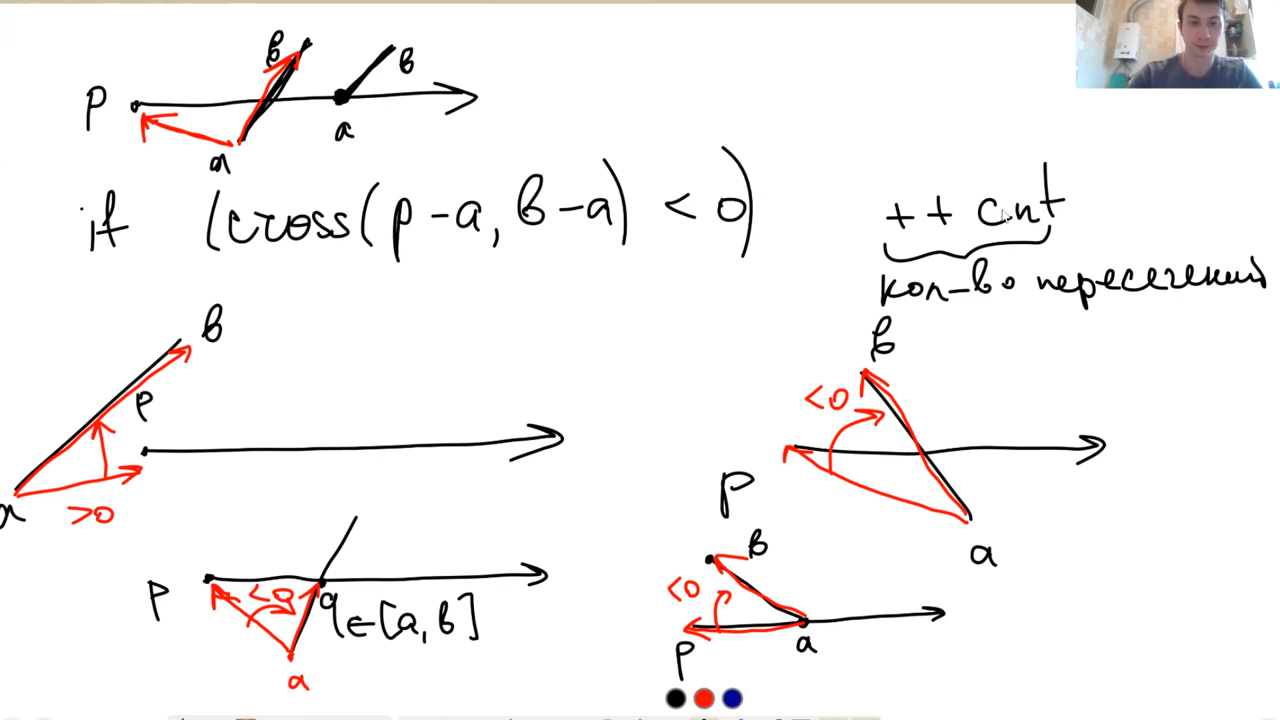 в
в
P
a
a
if (cross(p-a, в-a) < 0) ++cnt
кол-во пересечений
в
P
a
>0
в
<0
P
a
P
<0
q∈[a, в]
a
в
<0
P
a